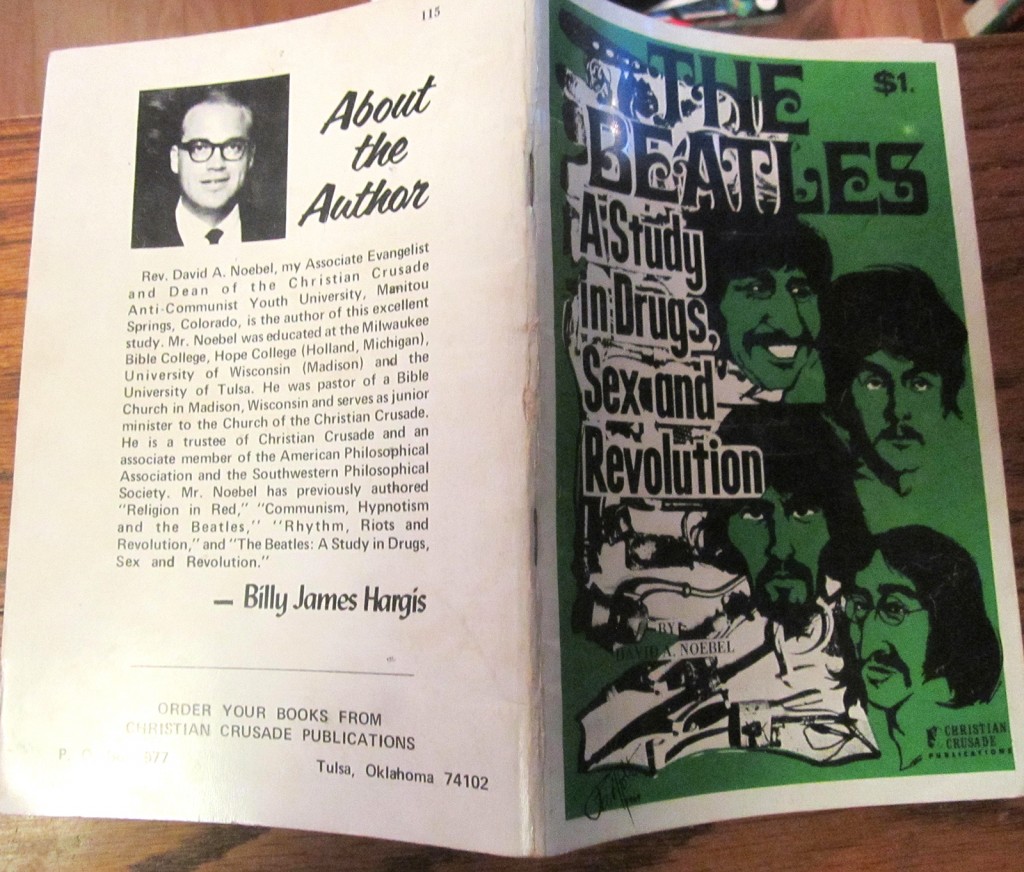 115
About
the
Author
Rev. David A. Noebel, my Associate Evangelist
and Dean of the Christian Crusade
Anti-Communist Youth University, Manitou
Springs, Colorado, is the author of this excellent
study. Mr. Noebel was educated at the Milwaukee
Bible College, Hope College (Holland, Michigan),
University of Wisconsin (Madison) and the
University of Tulsa. He was pastor of a Bible
Church in Madison, Wisconsin and serves as junior
minister to the Church of the Christian Crusade.
He is a trustee of Christian Crusade and an
associate member of the American Philosophical
Association and the Southwestern Philosophical
Society. Mr. Noebel has previously authored
"Religion in Red," "Communism, Hypnotism
and the Beatles," "Rhythm, Riots and
Revolution," and "The Beatles: A Study in Drugs,
Sex and Revolution."
— Billy James Hargis
ORDER YOUR BOOKS FROM
CHRISTIAN CRUSADE PUBLICATIONS
P. 977
Tulsa, Oklahoma 74102
$1.
THE
BEATLES
A Study
in Drugs,
Sex and
Revolution
BY
DAVID A. NOEBEL
CHRISTIAN
CRUSADE
PUBLICATIONS